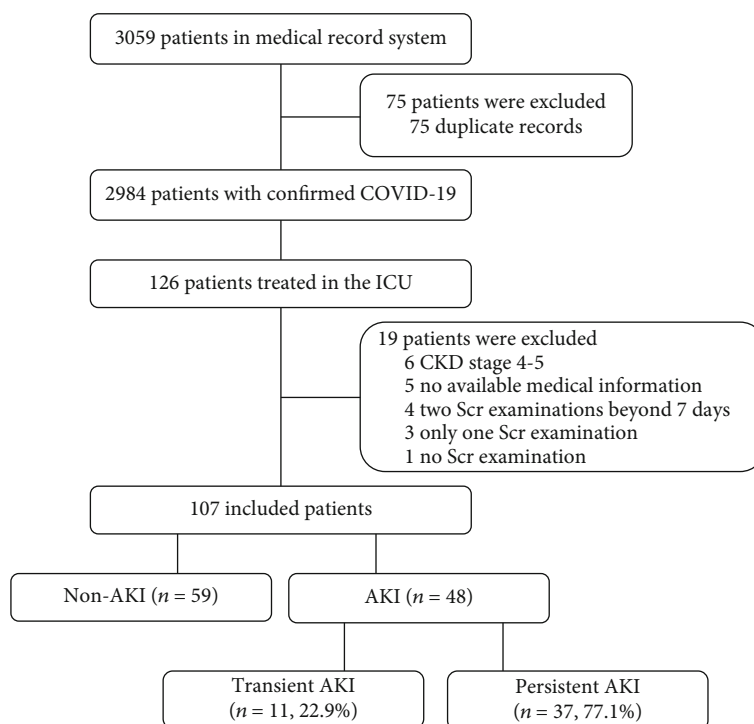 3059 patients in medical record system
75 patients were excluded
75 duplicate records
2984 patients with confirmed COVID-19
126 patients treated in the ICU
19 patients were excluded
6 CKD stage 4-5
5 no available medical information
4 two Scr examinations beyond 7 days
3 only one Scr examination
1 no Scr examination
107 included patients
Non-AKI (n = 59)
AKI (n = 48)
Transient AKI
(n = 11, 22.9%)
Persistent AKI
(n = 37, 77.1%)